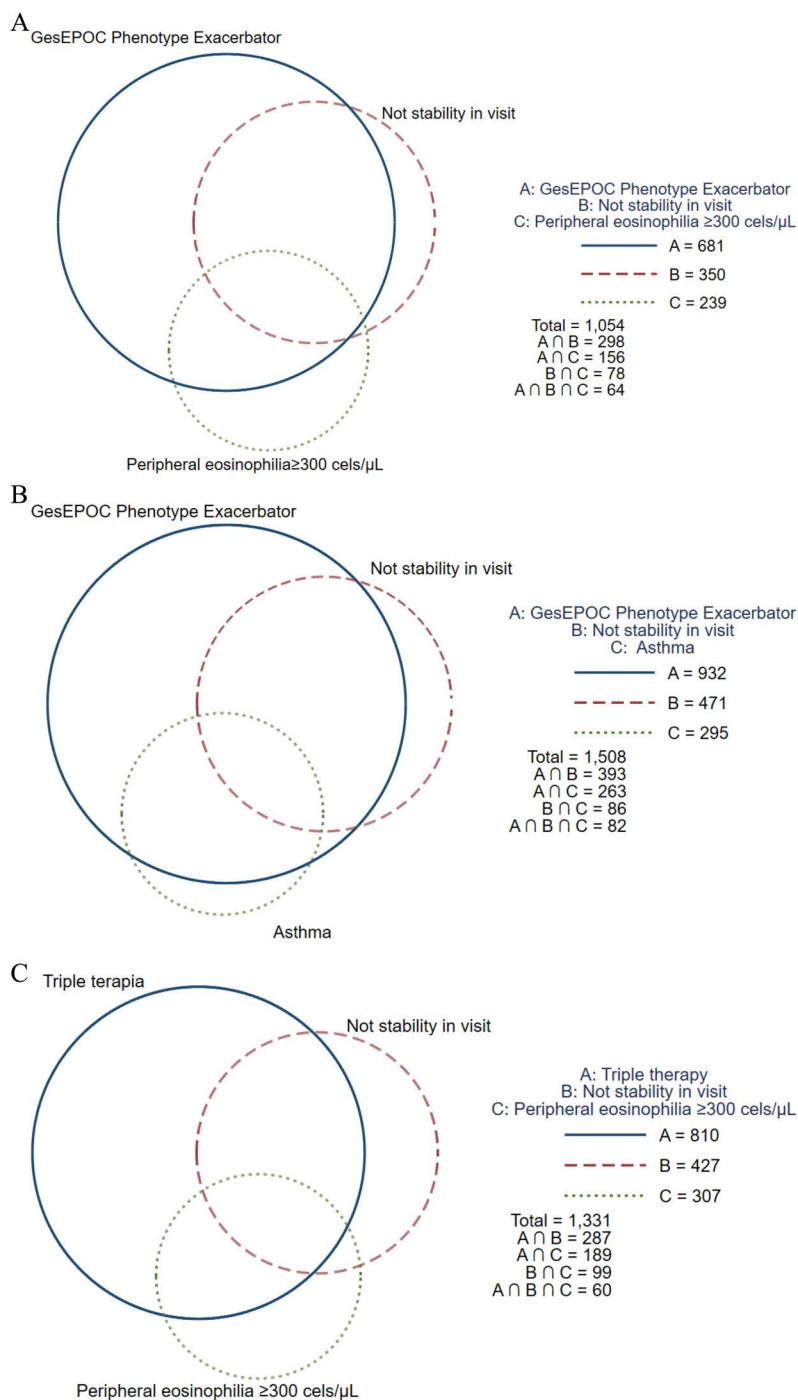 A
GesEPOC Phenotype Exacerbator
Not stability in visit
Peripheral eosinophilia≥300 cels/µL
A: GesEPOC Phenotype Exacerbator
B: Not stability in visit
C: Peripheral eosinophilia ≥300 cels/µL
A = 681
B = 350
C = 239
Total = 1,054
A ∩ B = 298
A ∩ C = 156
B ∩ C = 78
A ∩ B ∩ C = 64
B
GesEPOC Phenotype Exacerbator
Not stability in visit
Asthma
A: GesEPOC Phenotype Exacerbator
B: Not stability in visit
C: Asthma
A = 932
B = 471
C = 295
Total = 1,508
A ∩ B = 393
A ∩ C = 263
B ∩ C = 86
A ∩ B ∩ C = 82
C
Triple terapia
Not stability in visit
Peripheral eosinophilia ≥300 cels/µL
A: Triple therapy
B: Not stability in visit
C: Peripheral eosinophilia ≥300 cels/µL
A = 810
B = 427
C = 307
Total = 1,331
A ∩ B = 287
A ∩ C = 189
B ∩ C = 99
A ∩ B ∩ C = 60